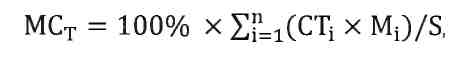 MC_T = 100% × ∑_{i=1}^{n}(CT_i × M_i)/S,